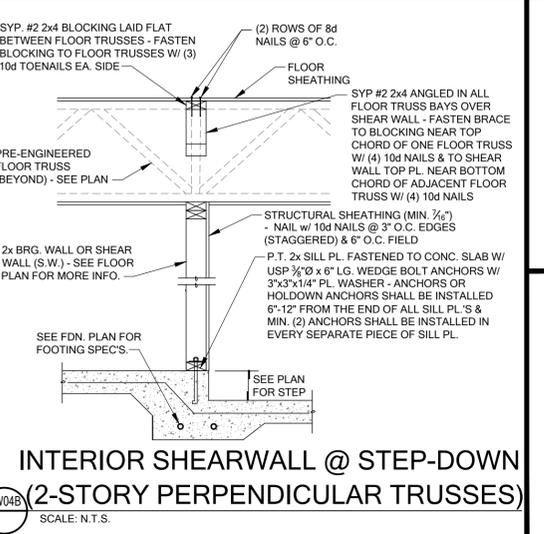 SYP. #2 2x4 BLOCKING LAID FLAT
BETWEEN FLOOR TRUSSES - FASTEN
BLOCKING TO FLOOR TRUSSES W/ (3)
10d TOENAILS EA. SIDE
(2) ROWS OF 8d
NAILS @ 6" O.C.
FLOOR
SHEATHING
SYP #2 2x4 ANGLED IN ALL
FLOOR TRUSS BAYS OVER
SHEAR WALL - FASTEN BRACE
TO BLOCKING NEAR TOP
CHORD OF ONE FLOOR TRUSS
W/ (4) 10d NAILS & TO SHEAR
WALL TOP PL. NEAR BOTTOM
CHORD OF ADJACENT FLOOR
TRUSS W/ (4) 10d NAILS
PRE-ENGINEERED
FLOOR TRUSS
(BEYOND) - SEE PLAN
STRUCTURAL SHEATHING (MIN. 7/16")
- NAIL w/ 10d NAILS @ 3" O.C. EDGES
(STAGGERED) & 6" O.C. FIELD
2x BRG. WALL OR SHEAR
WALL (S.W.) - SEE FLOOR
PLAN FOR MORE INFO.
P.T. 2x SILL PL. FASTENED TO CONC. SLAB W/
USP 3/8"Ø x 6" LG. WEDGE BOLT ANCHORS W/
3"x3"x1/4" PL. WASHER - ANCHORS OR
HOLDOWN ANCHORS SHALL BE INSTALLED
6"-12" FROM THE END OF ALL SILL PL.'S &
MIN. (2) ANCHORS SHALL BE INSTALLED IN
EVERY SEPARATE PIECE OF SILL PL.
SEE FDN. PLAN FOR
FOOTING SPEC'S.
SEE PLAN
FOR STEP
INTERIOR SHEARWALL @ STEP-DOWN
(2-STORY PERPENDICULAR TRUSSES)
SCALE: N.T.S.